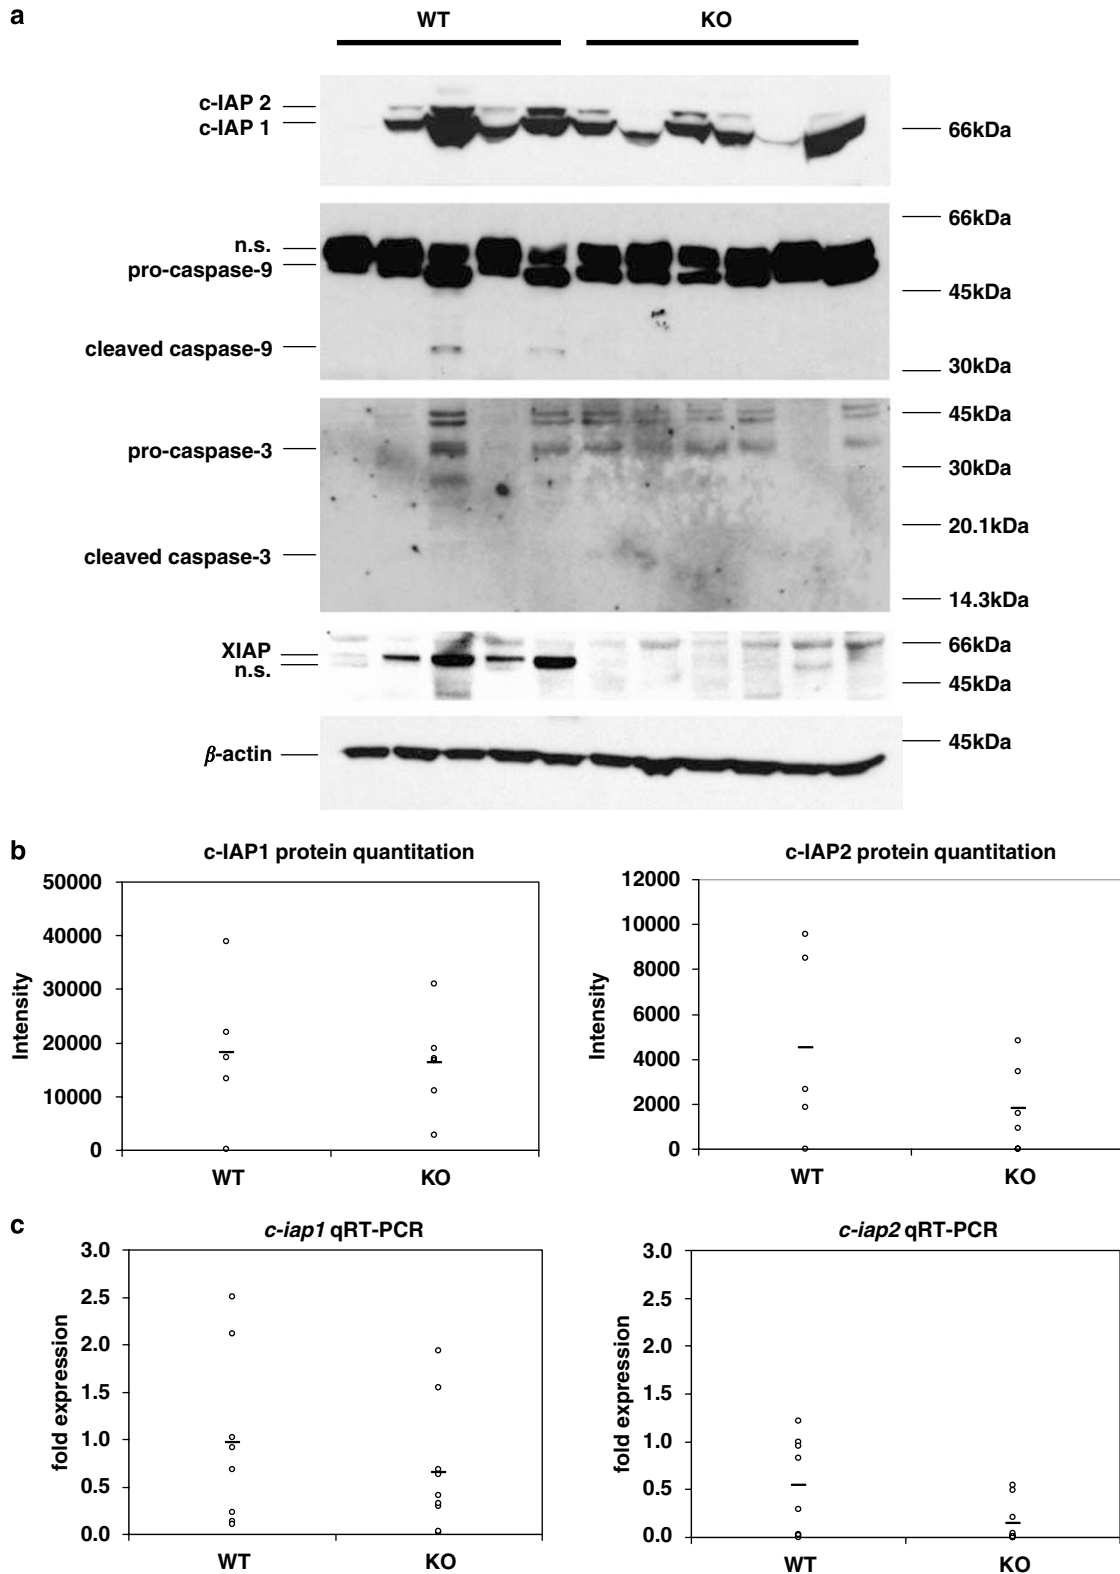 a
WT KO
c-IAP 2
c-IAP 1
66kDa
n.s.
pro-caspase-9
cleaved caspase-9
66kDa
45kDa
30kDa
pro-caspase-3
cleaved caspase-3
45kDa
30kDa
20.1kDa
14.3kDa
XIAP
n.s.
66kDa
45kDa
β-actin
45kDa
b
c-IAP1 protein quantitation
50000
40000
30000
20000
10000
0
Intensity
WT KO
c-IAP2 protein quantitation
12000
10000
8000
6000
4000
2000
0
Intensity
WT KO
c
c-iap1 qRT-PCR
3.0
2.5
2.0
1.5
1.0
0.5
0.0
fold expression
WT KO
c-iap2 qRT-PCR
3.0
2.5
2.0
1.5
1.0
0.5
0.0
fold expression
WT KO